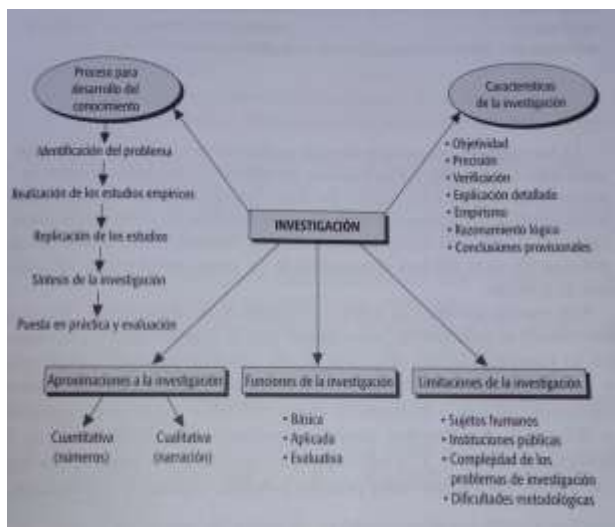 Proceso para
desarrollo del
conocimiento
Identificación del problema
Realización de los estudios empíricos
Replicación de los estudios
Síntesis de la investigación
Puesta en práctica y evaluación
Características
de la investigación
• Objetividad
• Precisión
• Verificación
• Explicación detallada
• Empirismo
• Razonamiento lógico
• Conclusiones provisionales
INVESTIGACIÓN
Aproximaciones a la investigación
Cuantitativa
(números)
Cualitativa
(narración)
Funciones de la investigación
• Básica
• Aplicada
• Evaluativa
Limitaciones de la investigación
• Sujetos humanos
• Instituciones públicas
• Complejidad de los
problemas de investigación
• Dificultades metodológicas